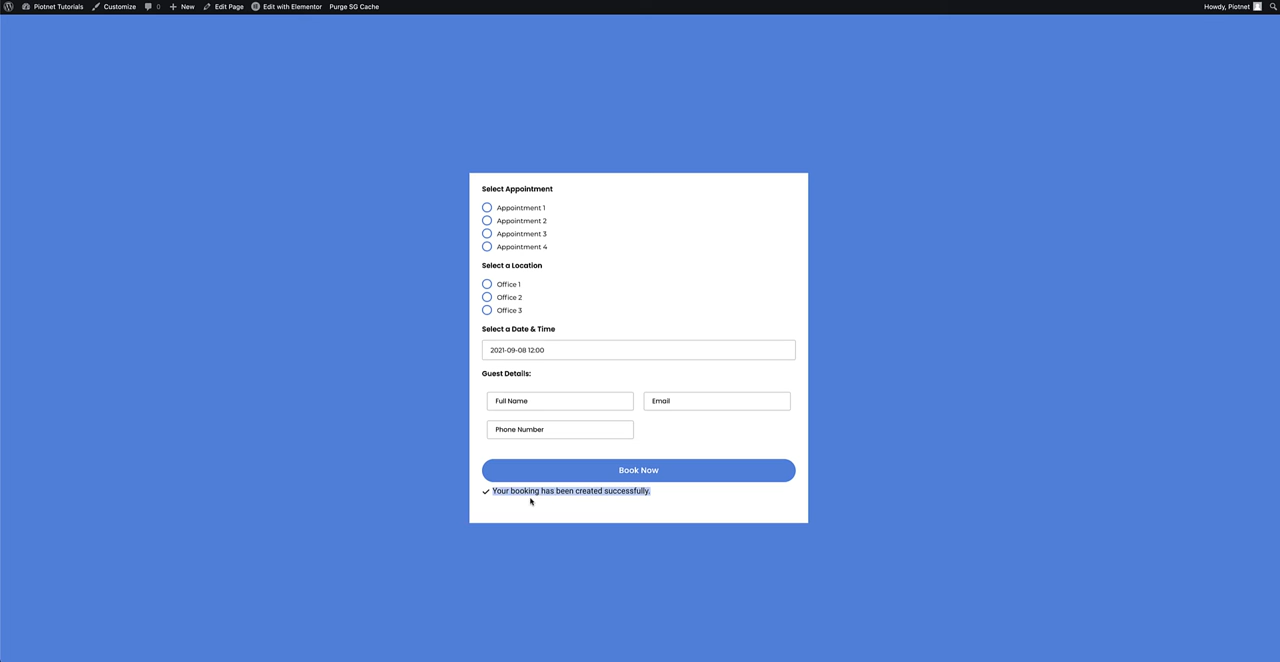 Piotnet Tutorials Customize 0 New Edit Page Edit with Elementor Purge SG Cache Howdy, Piotnet
Select Appointment
Appointment 1
Appointment 2
Appointment 3
Appointment 4
Select a Location
Office 1
Office 2
Office 3
Select a Date & Time
2021-09-08 12:00
Guest Details:
Full Name Email
Phone Number
Book Now
Your booking has been created successfully.